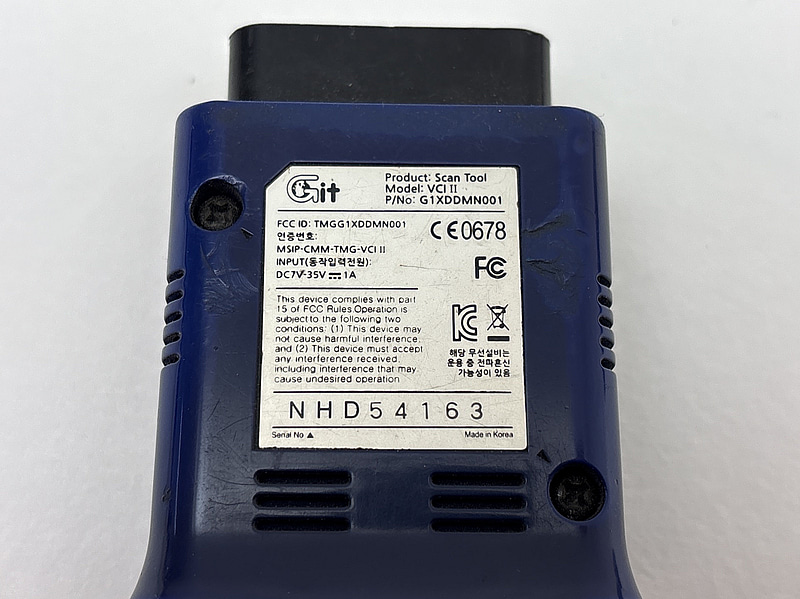 Git
Product: Scan Tool
Model: VCI II
P/No: G1XDDMN001
FCC ID: TMGG1XDDMN001
인증번호:
MSIP-CMM-TMG-VCI II
INPUT(동작입력전원):
DC7V-35V ⎓ 1A
CE0678
FC
This device complies with part
15 of FCC Rules.Operation is
subject to the following two
conditions: (1) This device may
not cause harmful interference,
and (2) This device must accept
any interference received,
including interference that may
cause undesired operation
해당 무선설비는
운용 중 전파혼신
가능성이 있음
NHD54163
Serial No ▲
Made in Korea